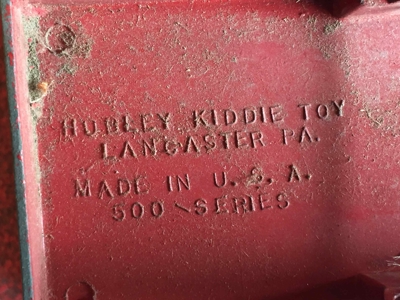 HUBLEY KIDDIE TOY
LANCASTER PA.
MADE IN U.S.A.
500 SERIES